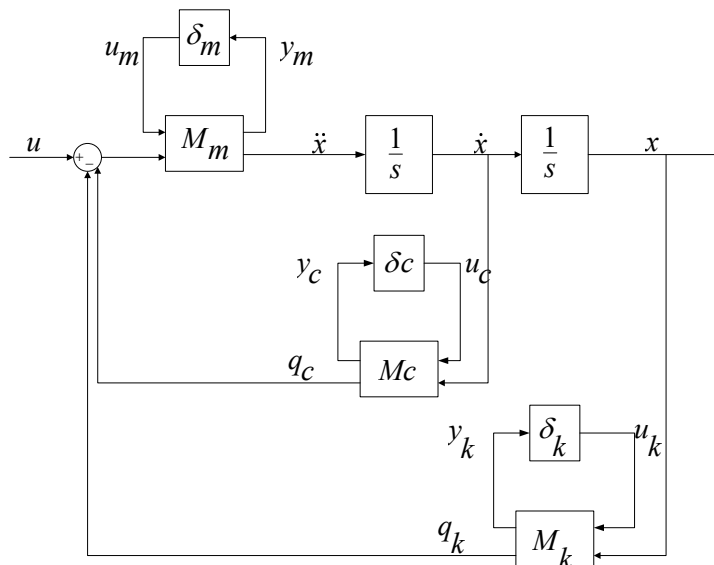 u_m δ_m y_m
u + − M_m ẍ 1/s ẋ 1/s x
y_c δc u_c
q_c Mc
y_k δ_k u_k
q_k M_k